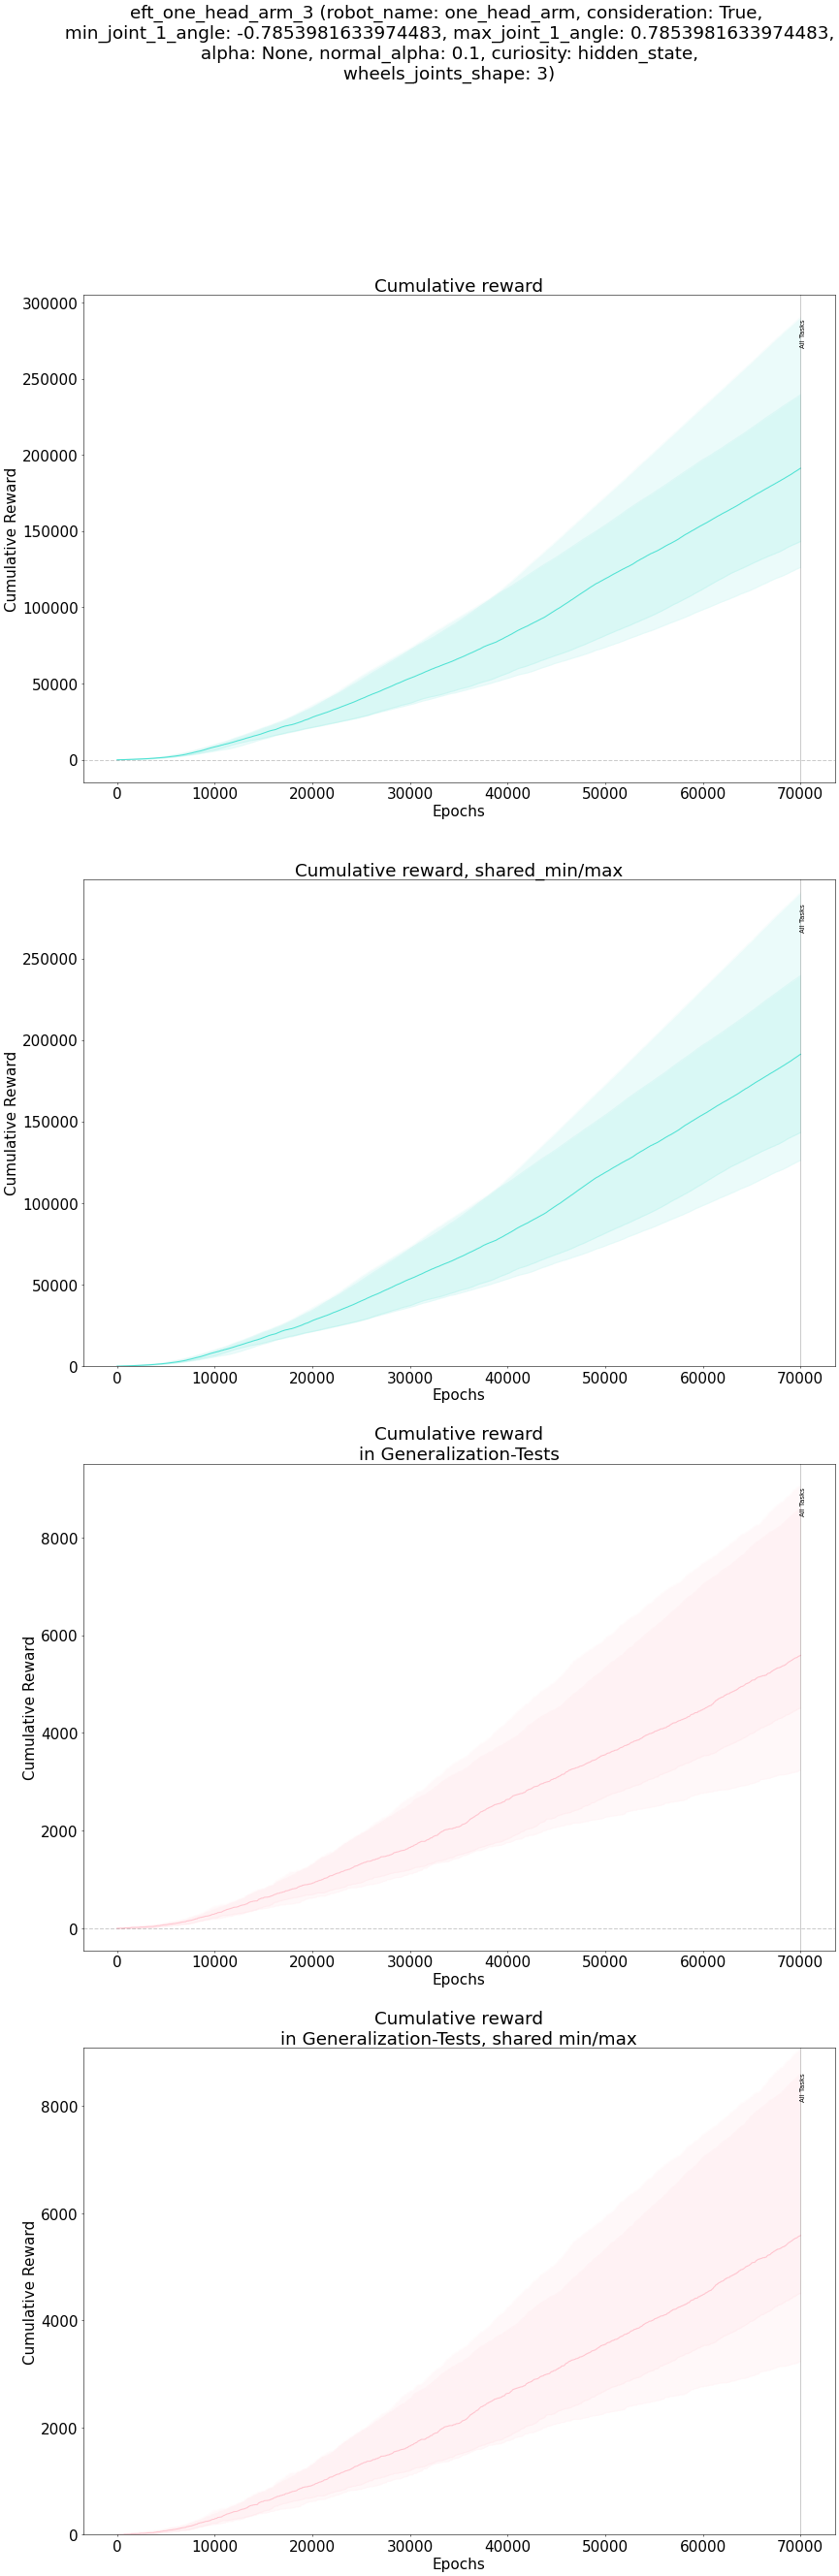 eft_one_head_arm_3 (robot_name: one_head_arm, consideration: True,
min_joint_1_angle: -0.7853981633974483, max_joint_1_angle: 0.7853981633974483,
alpha: None, normal_alpha: 0.1, curiosity: hidden_state,
wheels_joints_shape: 3)
Cumulative reward
300000
250000
200000
150000
100000
50000
0
Cumulative Reward
All Tasks
0 10000 20000 30000 40000 50000 60000 70000
Epochs
Cumulative reward, shared_min/max
250000
200000
150000
100000
50000
0
Cumulative Reward
All Tasks
0 10000 20000 30000 40000 50000 60000 70000
Epochs
Cumulative reward
in Generalization-Tests
8000
6000
4000
2000
0
Cumulative Reward
All Tasks
0 10000 20000 30000 40000 50000 60000 70000
Epochs
Cumulative reward
in Generalization-Tests, shared min/max
8000
6000
4000
2000
0
Cumulative Reward
All Tasks
0 10000 20000 30000 40000 50000 60000 70000
Epochs